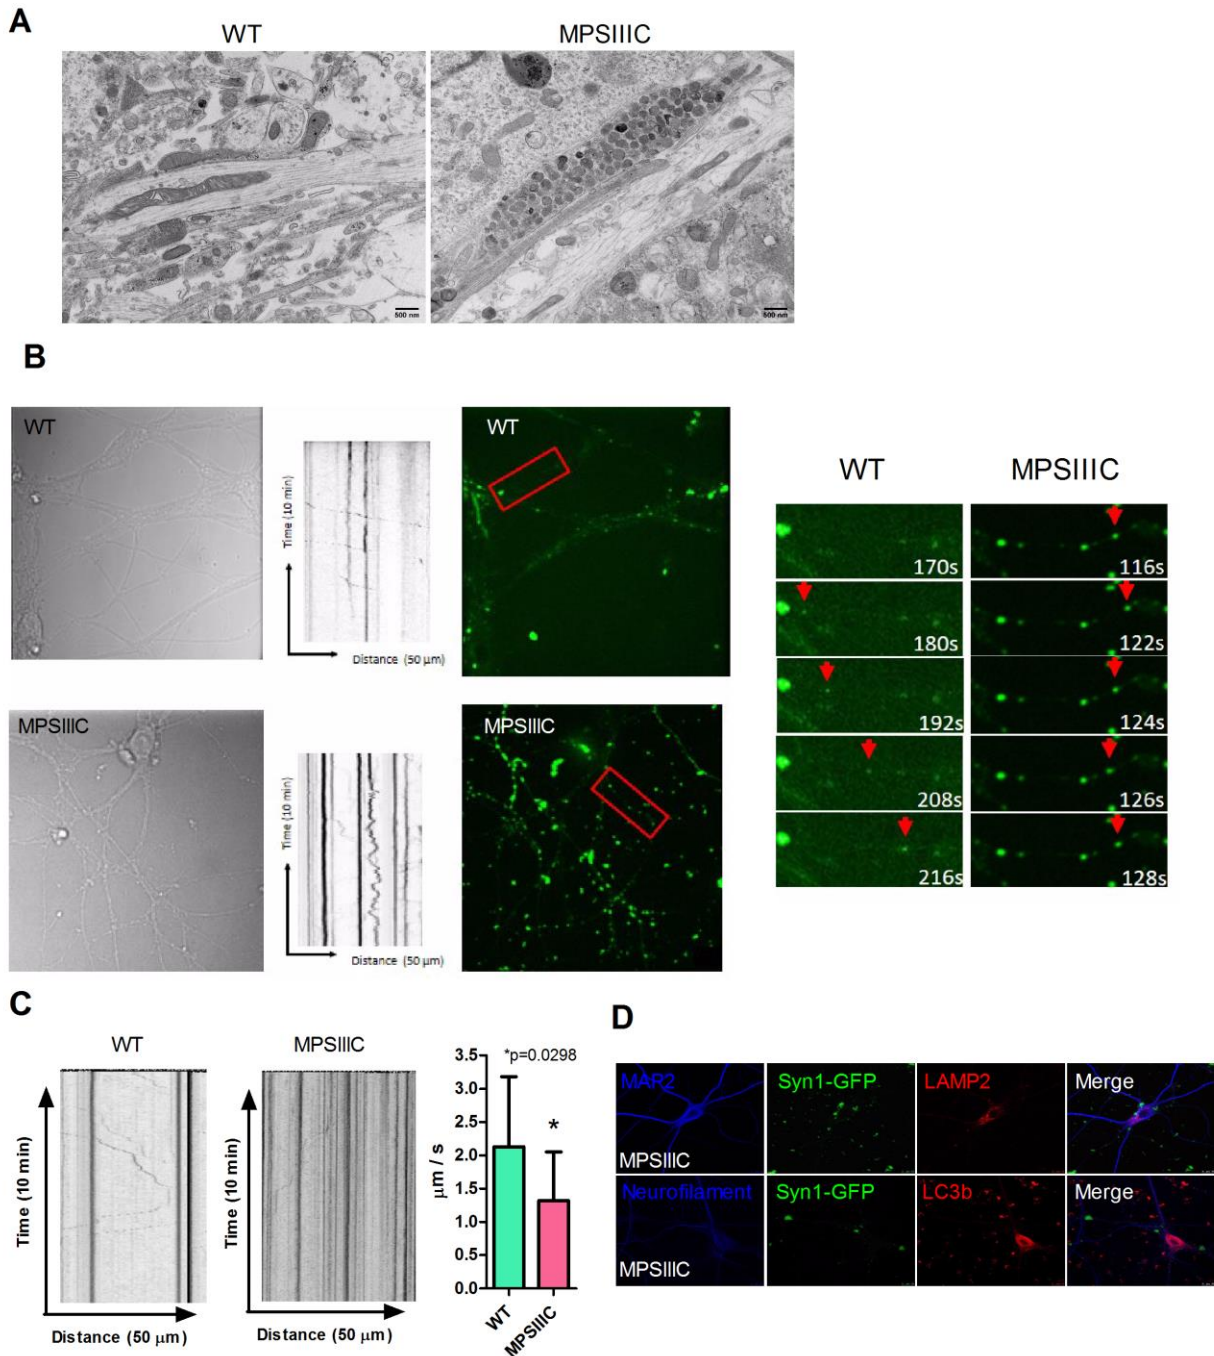 A
WT
MPSIIIC
500 nm
500 nm
B
WT
Time (10 min)
Distance (50 μm)
WT
WT
MPSIIIC
170s
116s
180s
122s
192s
124s
208s
126s
216s
128s
MPSIIIC
Time (10 min)
Distance (50 μm)
MPSIIIC
C
WT
MPSIIIC
Time (10 min)
Distance (50 μm)
Time (10 min)
Distance (50 μm)
μm / s
3.5
3.0
2.5
2.0
1.5
1.0
0.5
0.0
*p=0.0298
*
WT
MPSIIIC
D
MAP2
Syn1-GFP
LAMP2
Merge
MPSIIIC
Neurofilament
Syn1-GFP
LC3b
Merge
MPSIIIC